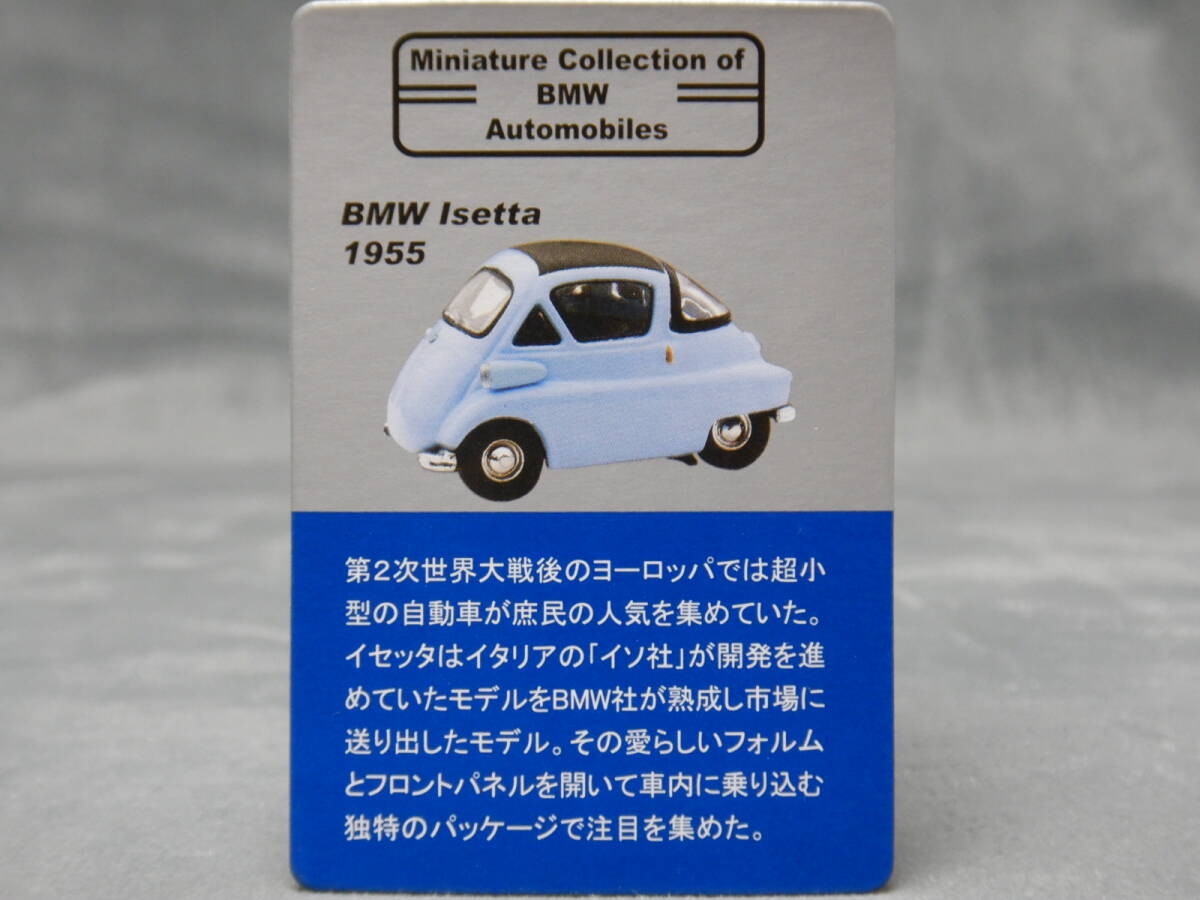 Miniature Collection of
BMW
Automobiles
BMW Isetta
1955
第2次世界大戦後のヨーロッパでは超小
型の自動車が庶民の人気を集めていた。
イセッタはイタリアの「イソ社」が開発を進
めていたモデルをBMW社が熟成し市場に
送り出したモデル。その愛らしいフォルム
とフロントパネルを開いて車内に乗り込む
独特のパッケージで注目を集めた。